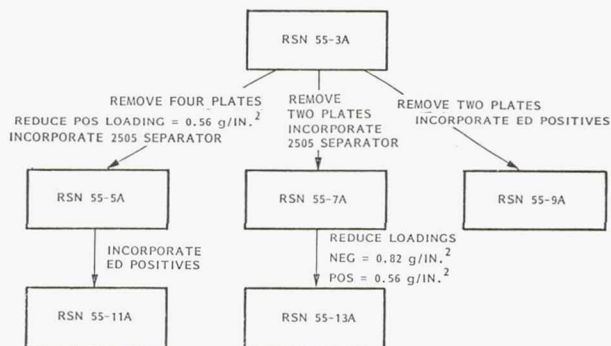 RSN 55-3A
REMOVE FOUR PLATES
REDUCE POS LOADING = 0.56 g/IN.²
INCORPORATE 2505 SEPARATOR
REMOVE
TWO PLATES
INCORPORATE
2505 SEPARATOR
REMOVE TWO PLATES
INCORPORATE ED POSITIVES
RSN 55-5A
RSN 55-7A
RSN 55-9A
INCORPORATE
ED POSITIVES
REDUCE LOADINGS
NEG = 0.82 g/IN.²
POS = 0.56 g/IN.²
RSN 55-11A
RSN 55-13A